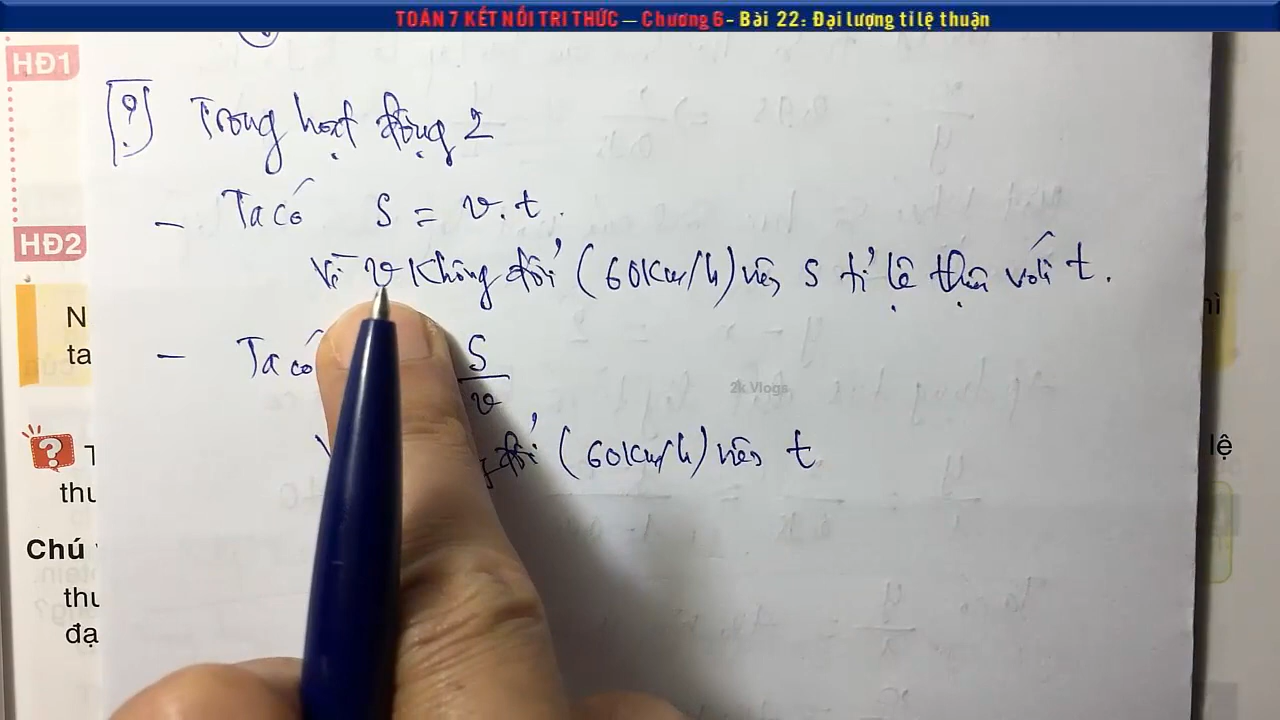 TOÁN 7 KẾT NỐI TRI THỨC – Chương 6- Bài 22: Đại lượng tỉ lệ thuận
HĐ1
? Trong hoạt động 2
- Ta có S = v.t.
HĐ2
Vì v không đổi (60km/h) nên S tỉ lệ thuận với t.
N
ta
- Ta có S/v
2k Vlogs
đổi (60km/h) nên t
? T
lệ
thu
Chú
thu
đạ